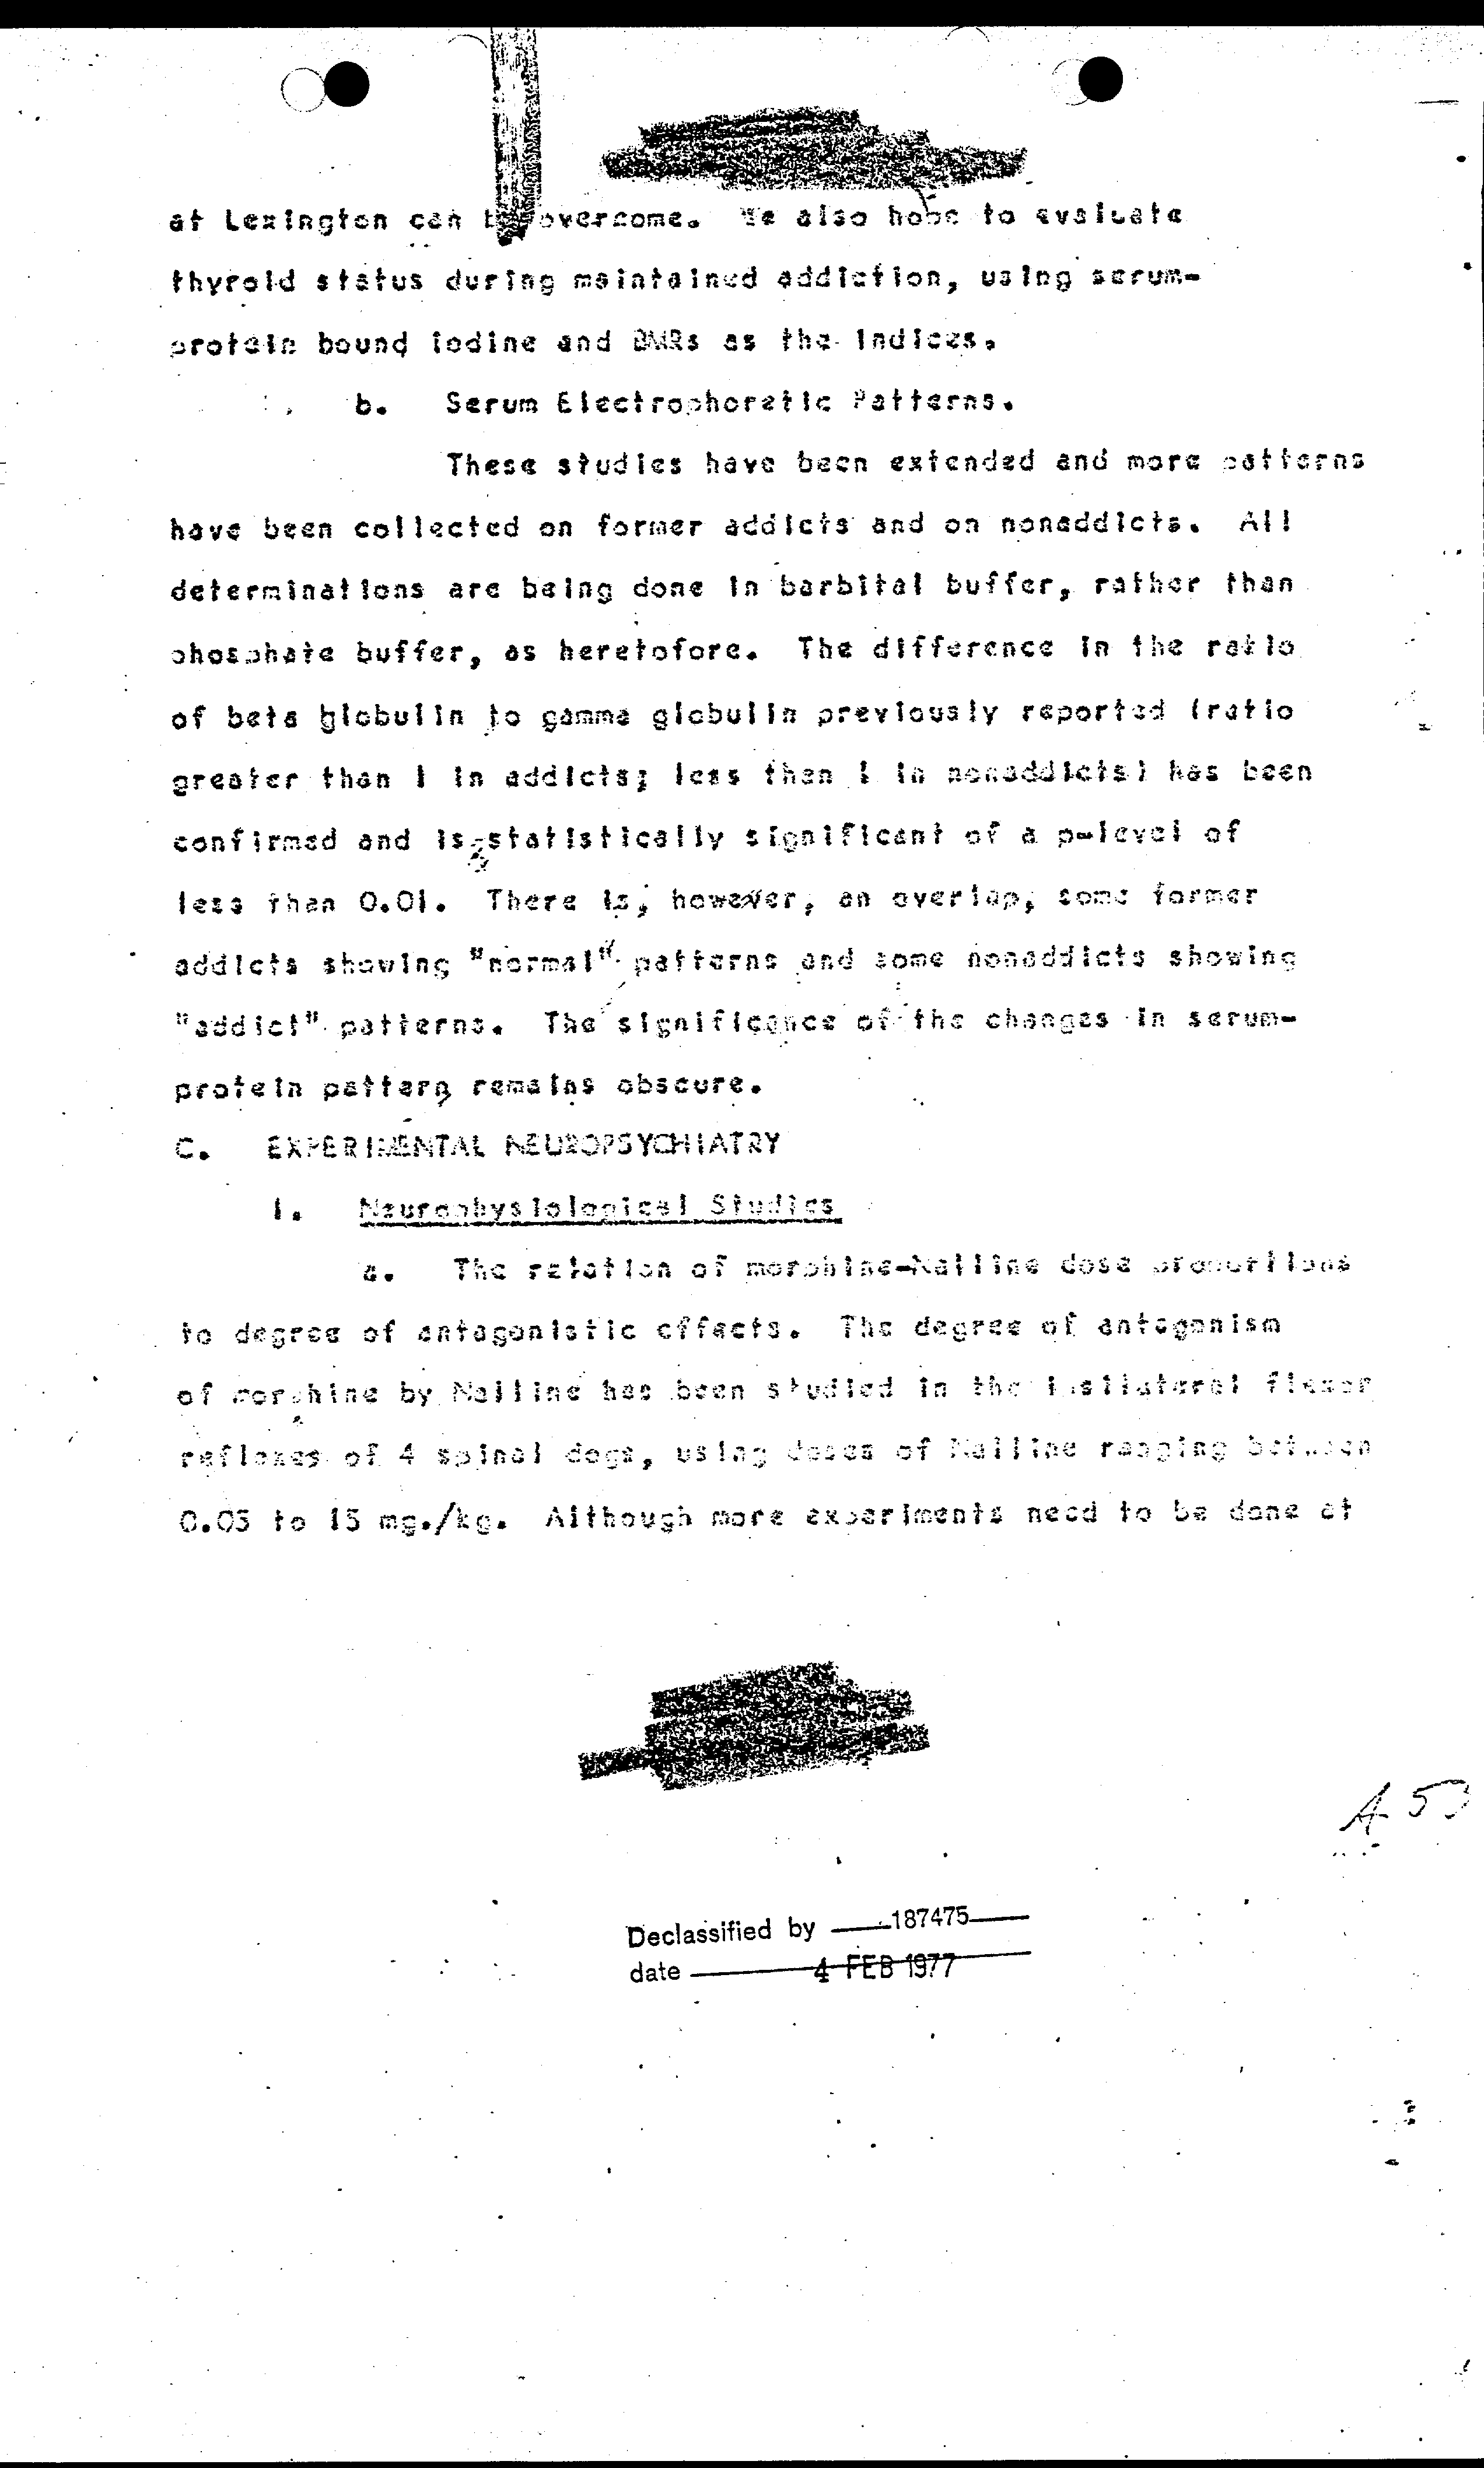 at Lexington can be overcome. We also hope to evaluate
thyroid status during maintained addiction, using serum-
protein bound iodine and BMRs as the indices.
b. Serum Electrophoretic Patterns.
These studies have been extended and more patterns
have been collected on former addicts and on nonaddicts. All
determinations are being done in barbital buffer, rather than
phosphate buffer, as heretofore. The difference in the ratio
of beta globulin to gamma globulin previously reported (ratio
greater than 1 in addicts; less than 1 in nonaddicts) has been
confirmed and is statistically significant of a p-level of
less than 0.01. There is, however, an overlap, some former
addicts showing "normal" patterns and some nonaddicts showing
"addict" patterns. The significance of the changes in serum-
protein pattern remains obscure.
C. EXPERIMENTAL NEUROPSYCHIATRY
1. Neurophysiological Studies
a. The relation of morphine-Nalline dose proportions
to degree of antagonistic effects. The degree of antagonism
of morphine by Nalline has been studied in the ipsilateral flexor
reflexes of 4 spinal dogs, using doses of Nalline ranging between
0.05 to 15 mg./kg. Although more experiments need to be done at
Declassified by 187475
date 4 FEB 1977